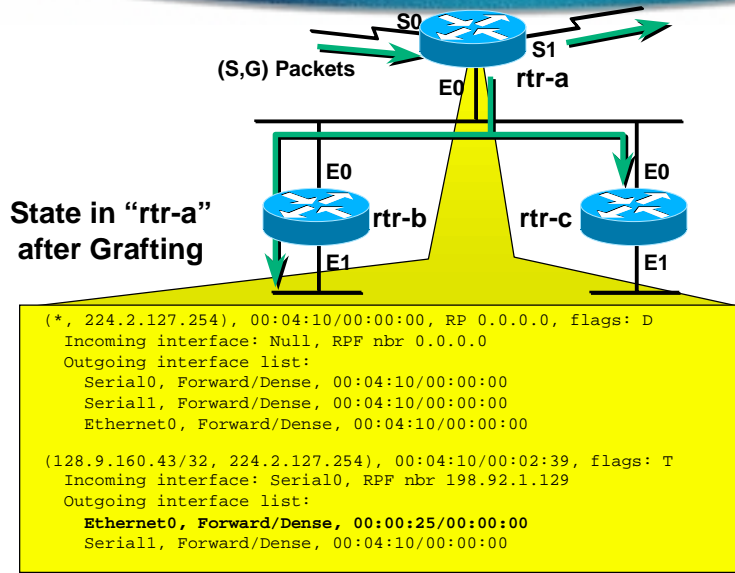 S0
S1
(S,G) Packets
E0
rtr-a
E0
E0
State in “rtr-a”
after Grafting
rtr-b
rtr-c
E1
E1
(*, 224.2.127.254), 00:04:10/00:00:00, RP 0.0.0.0, flags: D
Incoming interface: Null, RPF nbr 0.0.0.0
Outgoing interface list:
Serial0, Forward/Dense, 00:04:10/00:00:00
Serial1, Forward/Dense, 00:04:10/00:00:00
Ethernet0, Forward/Dense, 00:04:10/00:00:00
(128.9.160.43/32, 224.2.127.254), 00:04:10/00:02:39, flags: T
Incoming interface: Serial0, RPF nbr 198.92.1.129
Outgoing interface list:
Ethernet0, Forward/Dense, 00:00:25/00:00:00
Serial1, Forward/Dense, 00:04:10/00:00:00